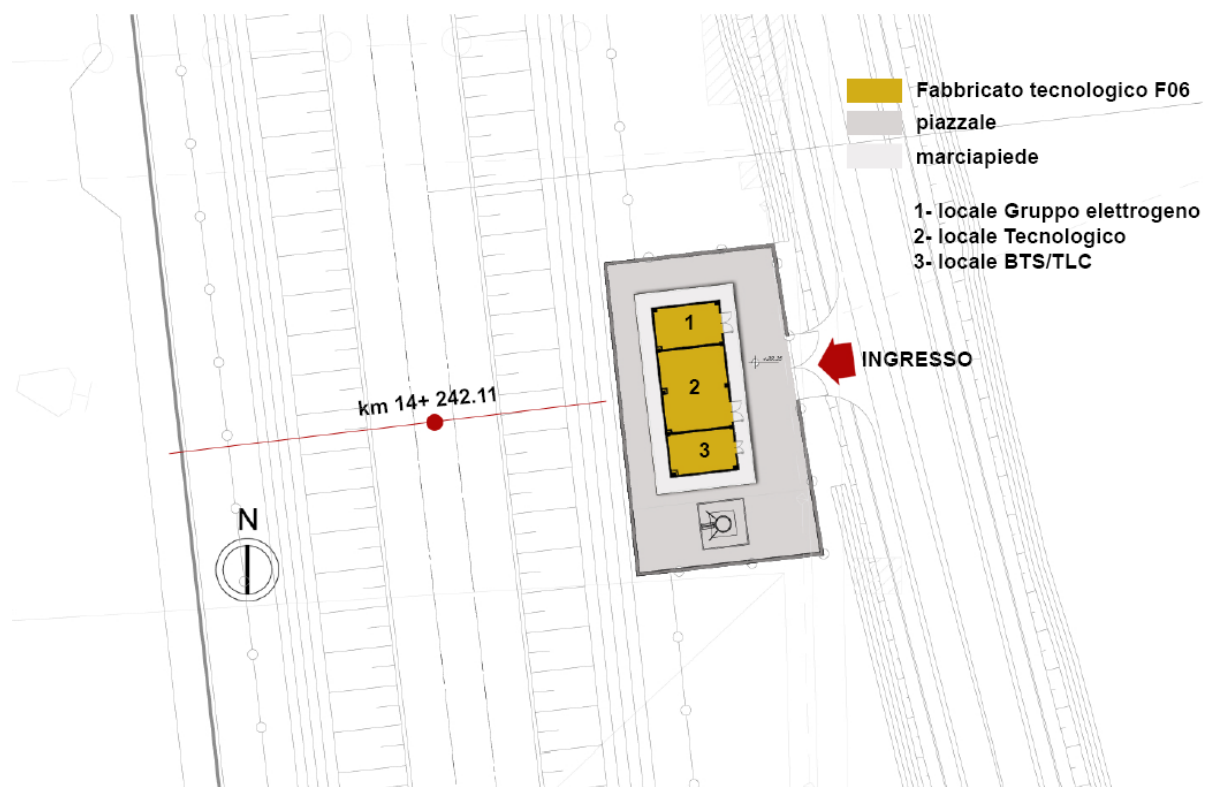 Fabbricato tecnologico F06
piazzale
marciapiede
1- locale Gruppo elettrogeno
2- locale Tecnologico
3- locale BTS/TLC
1
INGRESSO
2
km 14+ 242.11
3
N